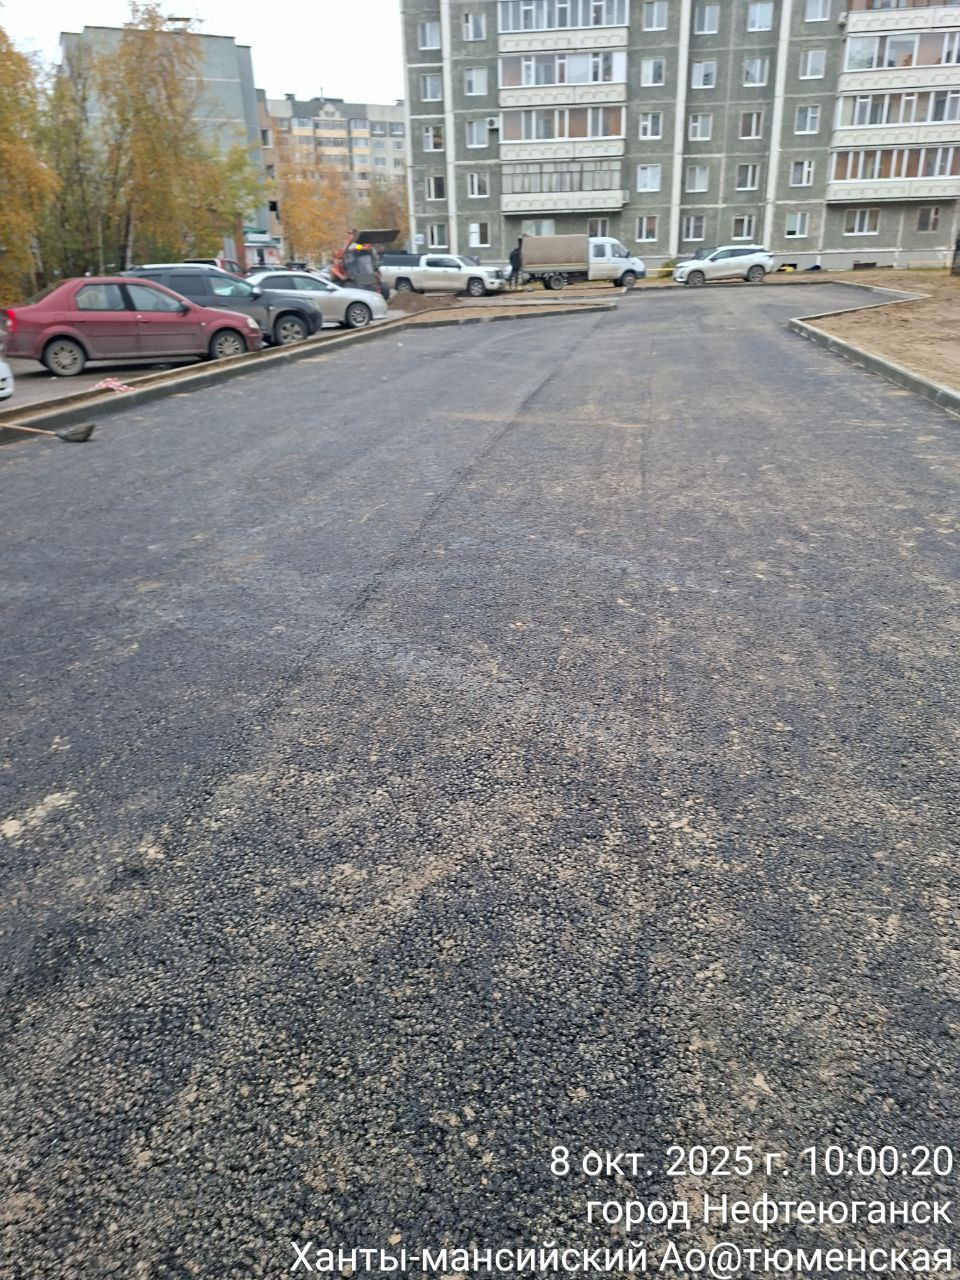 8 окт. 2025 г. 10:00:20
город Нефтеюганск
Ханты-мансийский Ао@тюменская